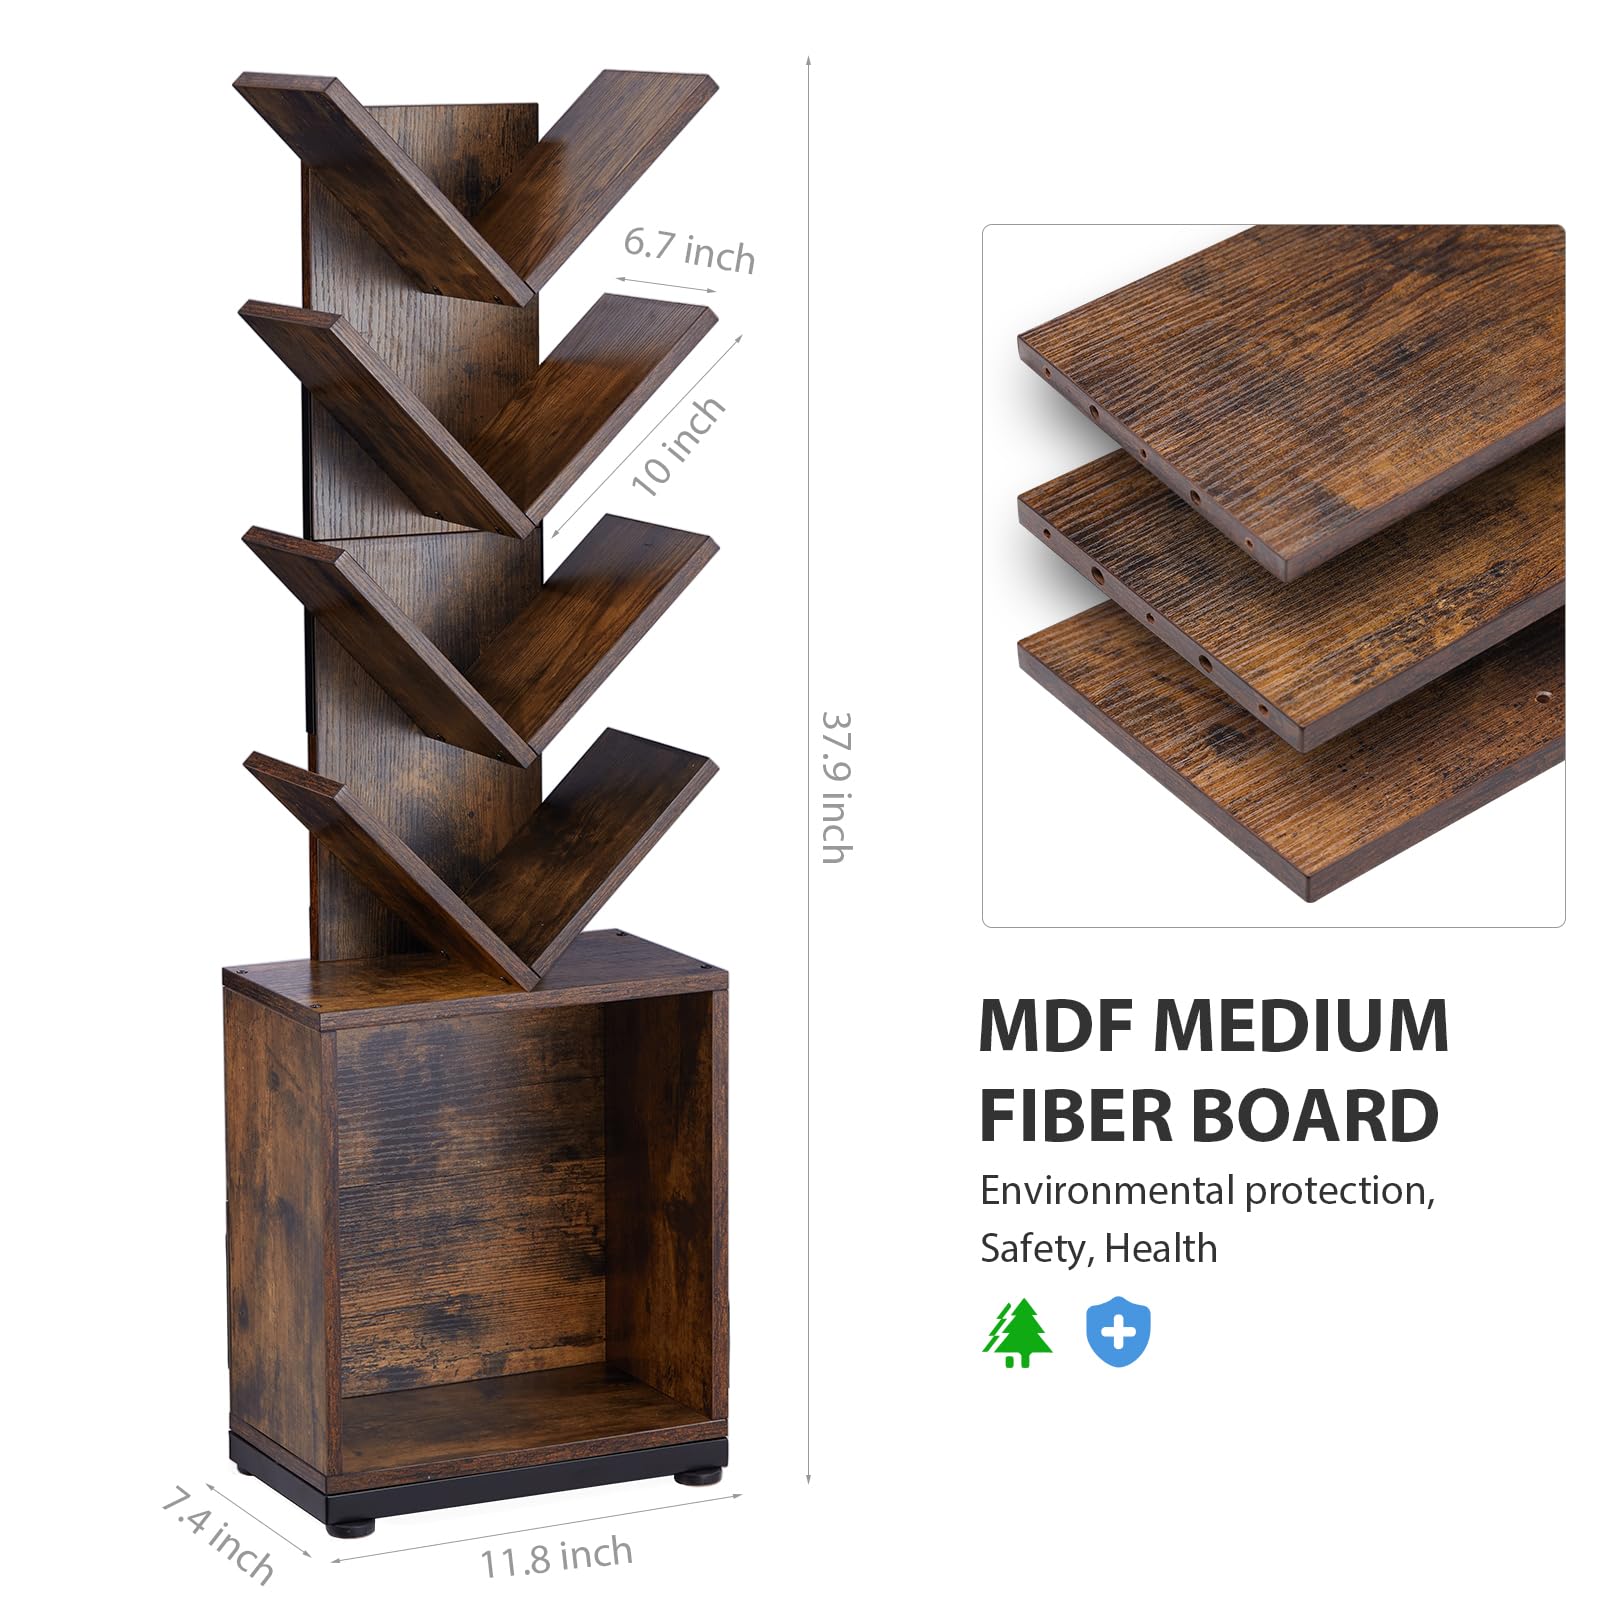 6.7 inch
10 inch
37.9 inch
7.4 inch
11.8 inch
MDF MEDIUM
FIBER BOARD
Environmental protection,
Safety, Health